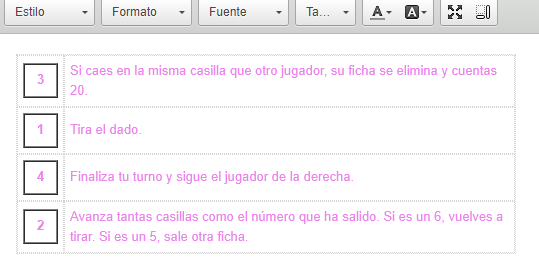 Estilo Formato Fuente Ta... A A
3 Si caes en la misma casilla que otro jugador, su ficha se elimina y cuentas
20.
1 Tira el dado.
4 Finaliza tu turno y sigue el jugador de la derecha.
2 Avanza tantas casillas como el número que ha salido. Si es un 6, vuelves a
tirar. Si es un 5, sale otra ficha.